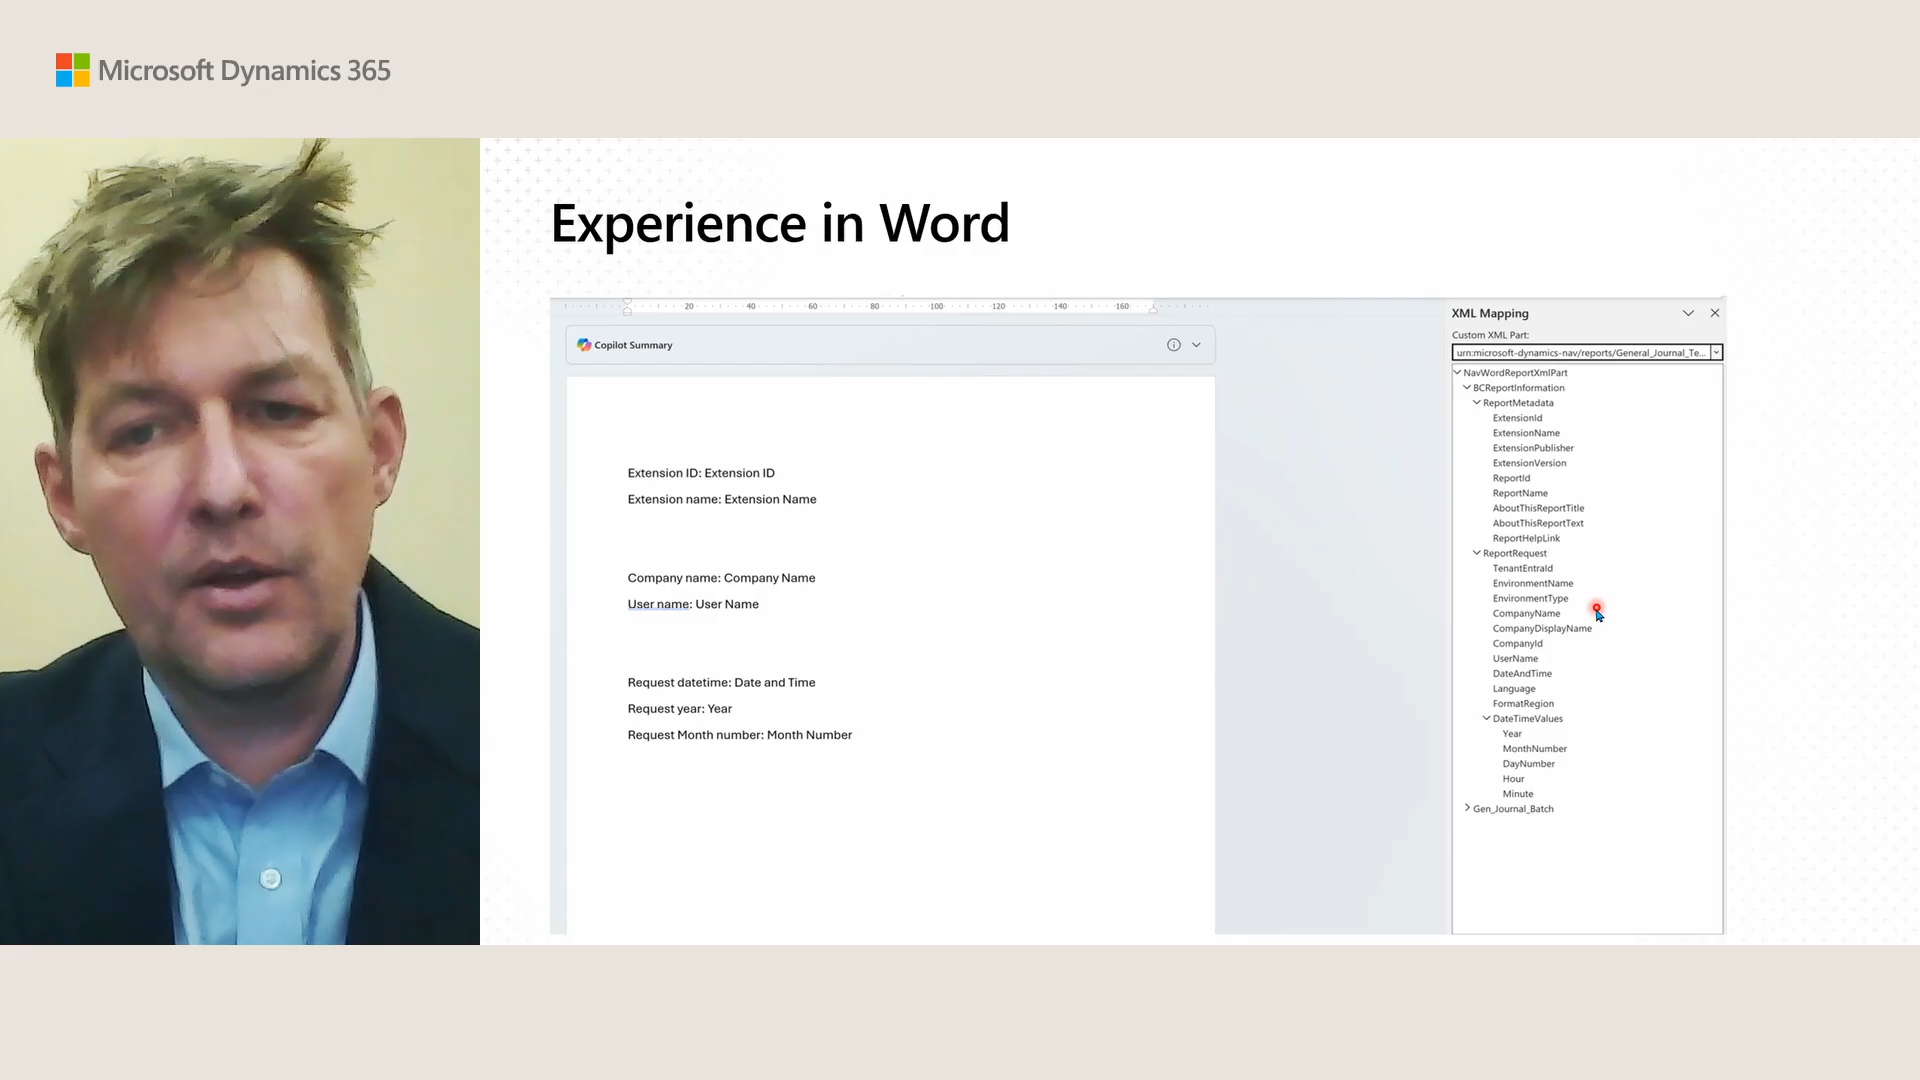 Microsoft Dynamics 365
Experience in Word
20 40 60 80 100 120 140 160
Copilot Summary
Extension ID: Extension ID
Extension name: Extension Name
Company name: Company Name
User name: User Name
Request datetime: Date and Time
Request year: Year
Request Month number: Month Number
XML Mapping
Custom XML Part:
urn:microsoft-dynamics-nav/reports/General_Journal_Te...
NavWordReportXmlPart
BCReportInformation
ReportMetadata
ExtensionId
ExtensionName
ExtensionPublisher
ExtensionVersion
ReportId
ReportName
AboutThisReportTitle
AboutThisReportText
ReportHelpLink
ReportRequest
TenantEntraId
EnvironmentName
EnvironmentType
CompanyName
CompanyDisplayName
CompanyId
UserName
DateAndTime
Language
FormatRegion
DateTimeValues
Year
MonthNumber
DayNumber
Hour
Minute
Gen_Journal_Batch